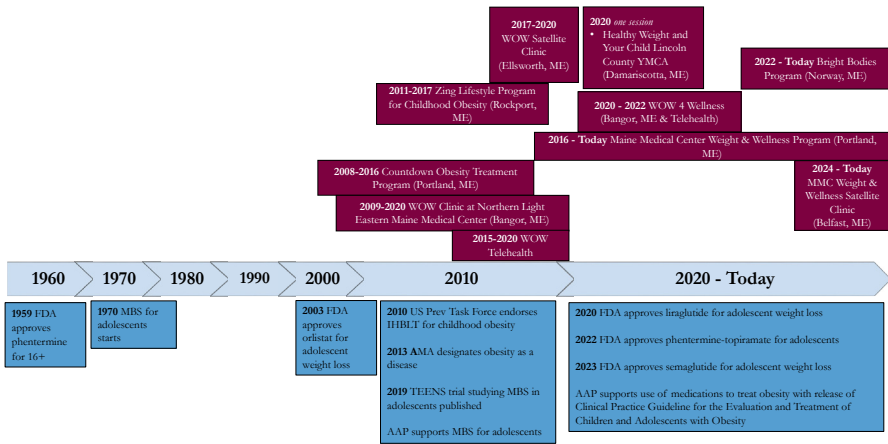 2017-2020
WOW Satellite
Clinic
(Ellsworth, ME)
2020 one session
• Healthy Weight and
Your Child Lincoln
County YMCA
(Damariscotta, ME)
2022 - Today Bright Bodies
Program (Norway, ME)
2011-2017 Zing Lifestyle Program
for Childhood Obesity (Rockport,
ME)
2020 - 2022 WOW 4 Wellness
(Bangor, ME & Telehealth)
2016 - Today Maine Medical Center Weight & Wellness Program (Portland,
ME)
2008-2016 Countdown Obesity Treatment
Program (Portland, ME)
2024 - Today
MMC Weight &
Wellness Satellite
Clinic
(Belfast, ME)
2009-2020 WOW Clinic at Northern Light
Eastern Maine Medical Center (Bangor, ME)
2015-2020 WOW
Telehealth
1960
1970
1980
1990
2000
2010
2020 - Today
1959 FDA
approves
phentermine
for 16+
1970 MBS for
adolescents
starts
2003 FDA
approves
orlistat for
adolescent
weight loss
2010 US Prev Task Force endorses
IHBLT for childhood obesity
2013 AMA designates obesity as a
disease
2019 TEENS trial studying MBS in
adolescents published
AAP supports MBS for adolescents
2020 FDA approves liraglutide for adolescent weight loss
2022 FDA approves phentermine-topiramate for adolescents
2023 FDA approves semaglutide for adolescent weight loss
AAP supports use of medications to treat obesity with release of
Clinical Practice Guideline for the Evaluation and Treatment of
Children and Adolescents with Obesity